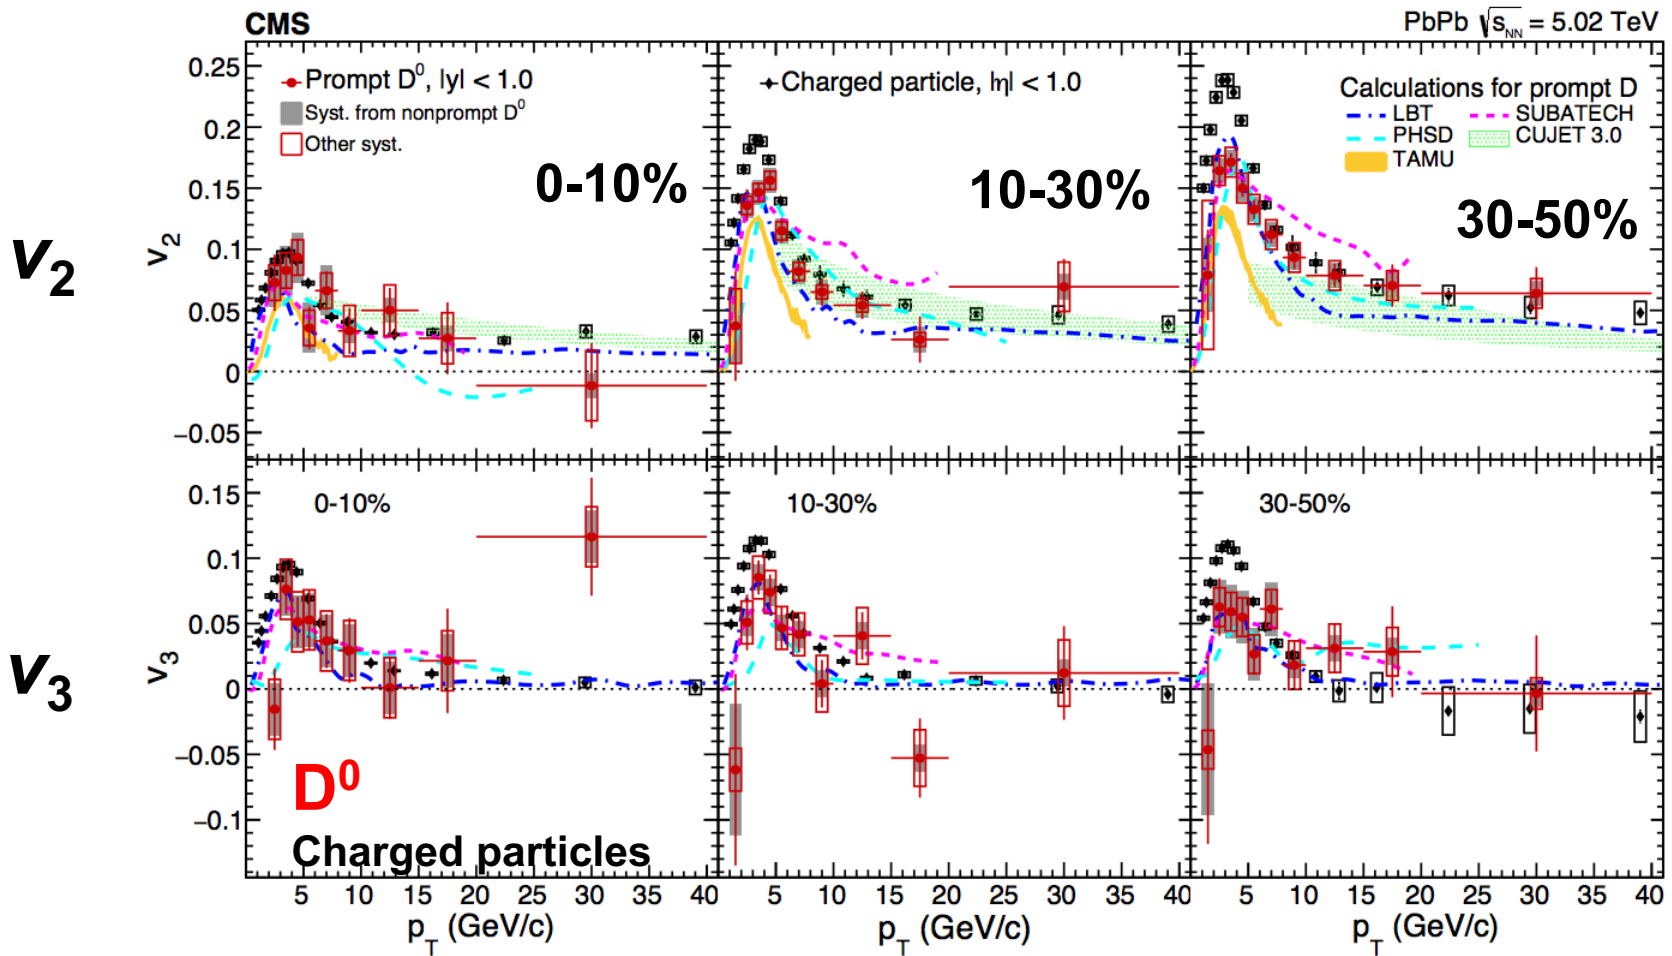 CMS
PbPb √s_NN = 5.02 TeV
v2
0.25
0.2
0.15
0.1
0.05
0
−0.05
v2
Prompt D⁰, |y| < 1.0
Syst. from nonprompt D⁰
Other syst.
0-10%
Charged particle, |η| < 1.0
10-30%
Calculations for prompt D
LBT
SUBATECH
PHSD
CUJET 3.0
TAMU
30-50%
v3
0.15
0.1
0.05
0
−0.05
−0.1
v3
0-10%
10-30%
30-50%
D⁰
Charged particles
5 10 15 20 25 30 35 40
5 10 15 20 25 30 35 40
5 10 15 20 25 30 35 40
p_T (GeV/c)
p_T (GeV/c)
p_T (GeV/c)